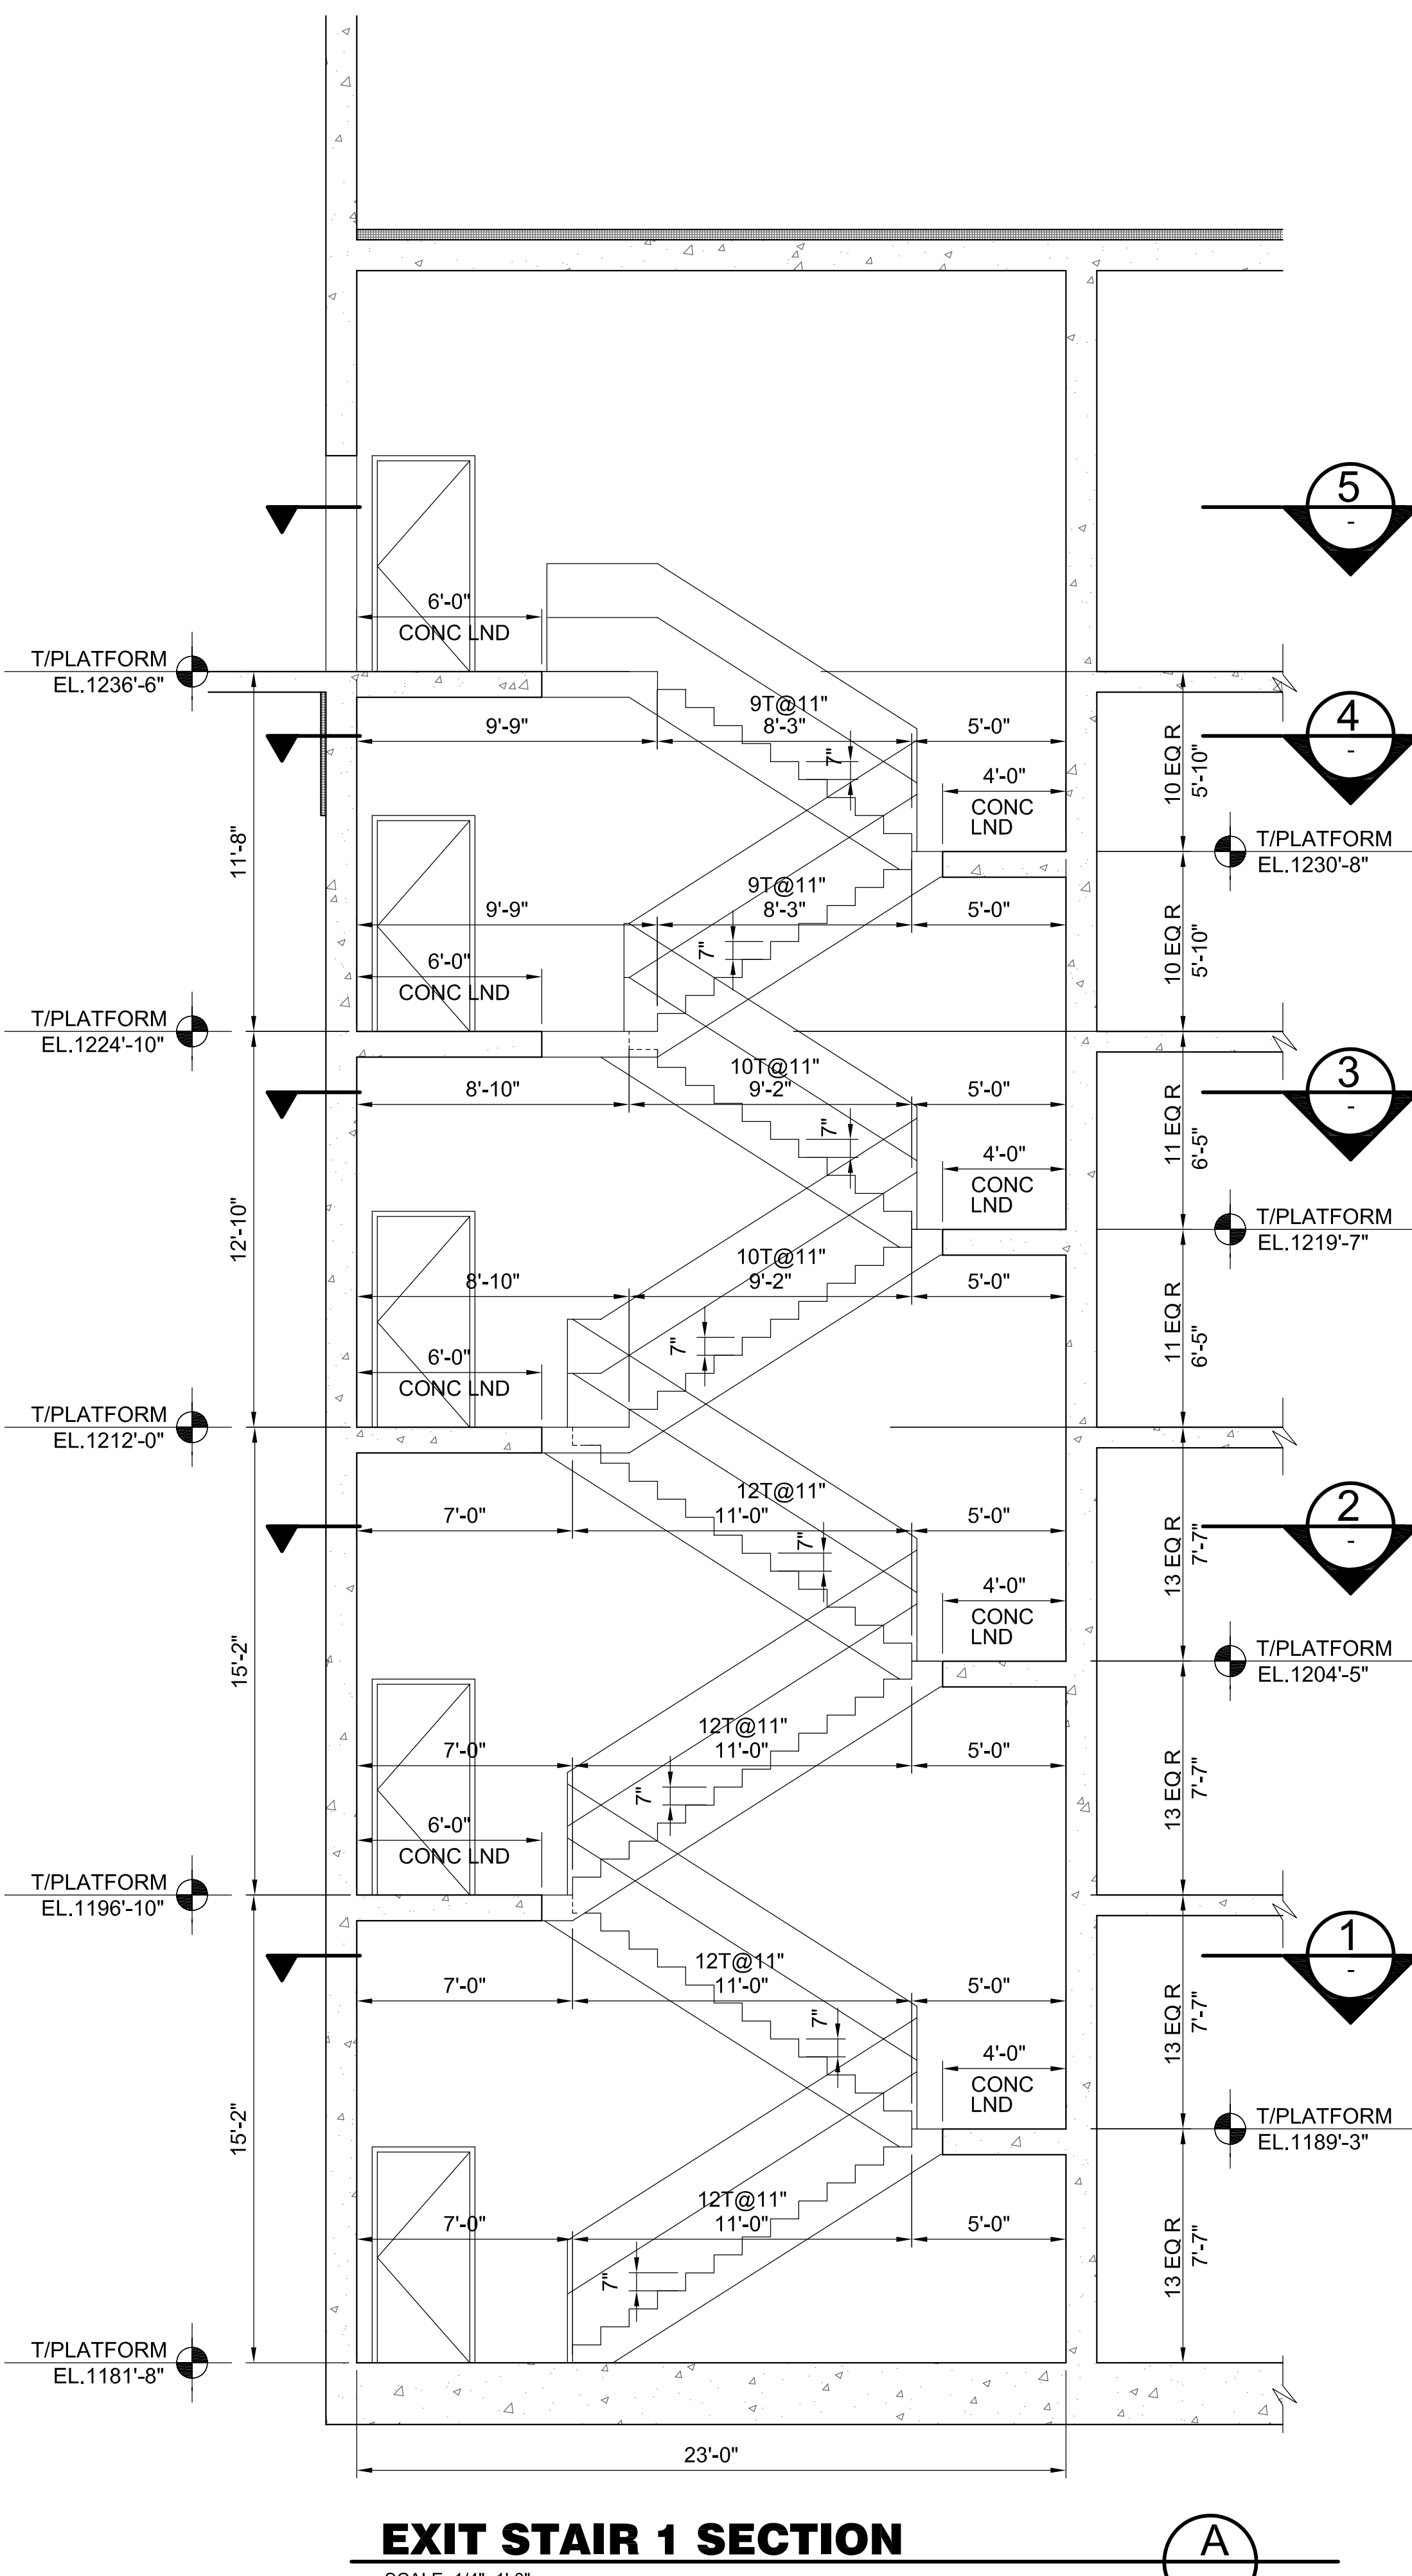 5
-
6'-0"
CONC LND
T/PLATFORM
EL.1236'-6"
9T@11"
9'-9"
8'-3"
5'-0"
4
-
7"
4'-0"
CONC
LND
10 EQ R
5'-10"
T/PLATFORM
EL.1230'-8"
11'-8"
9T@11"
9'-9"
8'-3"
5'-0"
7"
10 EQ R
5'-10"
6'-0"
CONC LND
T/PLATFORM
EL.1224'-10"
10T@11"
8'-10"
9'-2"
5'-0"
3
-
7"
4'-0"
CONC
LND
11 EQ R
6'-5"
T/PLATFORM
EL.1219'-7"
12'-10"
10T@11"
8'-10"
9'-2"
5'-0"
7"
11 EQ R
6'-5"
6'-0"
CONC LND
T/PLATFORM
EL.1212'-0"
12T@11"
7'-0"
11'-0"
5'-0"
2
-
7"
4'-0"
CONC
LND
13 EQ R
7'-7"
T/PLATFORM
EL.1204'-5"
15'-2"
12T@11"
7'-0"
11'-0"
5'-0"
7"
13 EQ R
7'-7"
6'-0"
CONC LND
T/PLATFORM
EL.1196'-10"
12T@11"
7'-0"
11'-0"
5'-0"
1
-
7"
4'-0"
CONC
LND
13 EQ R
7'-7"
T/PLATFORM
EL.1189'-3"
15'-2"
12T@11"
7'-0"
11'-0"
5'-0"
7"
13 EQ R
7'-7"
T/PLATFORM
EL.1181'-8"
23'-0"
EXIT STAIR 1 SECTION
A